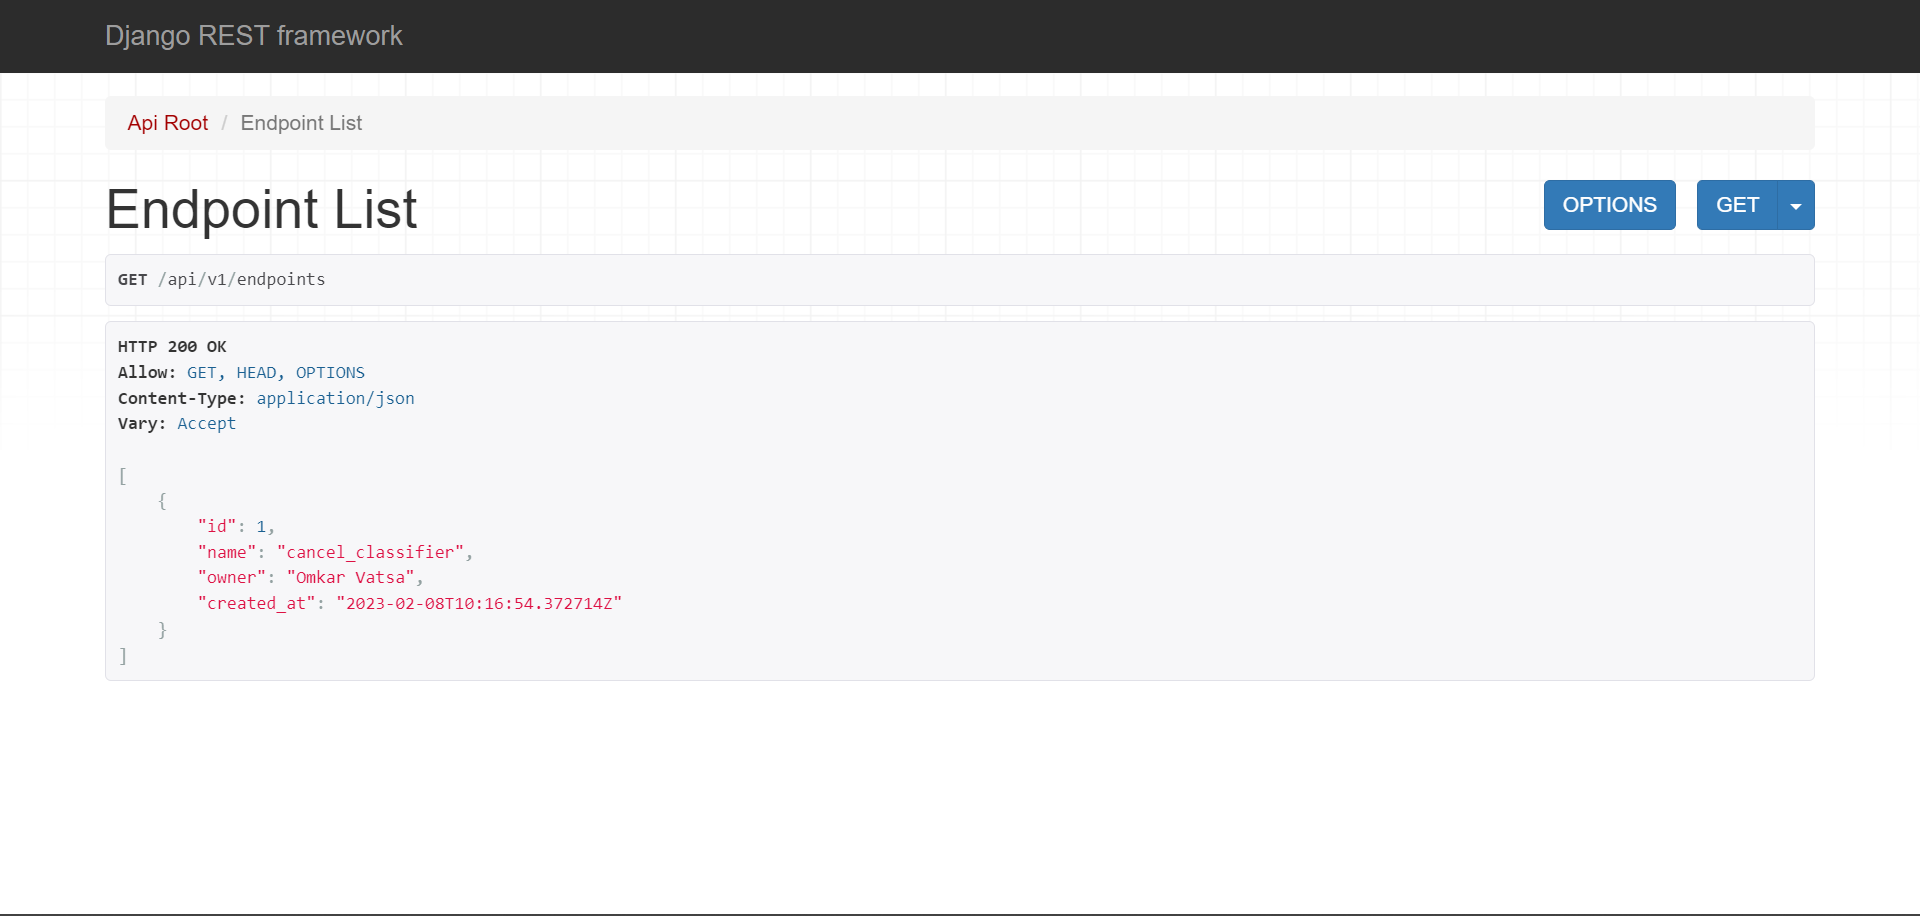 Django REST framework
Api Root / Endpoint List
Endpoint List
OPTIONS
GET
GET /api/v1/endpoints
HTTP 200 OK
Allow: GET, HEAD, OPTIONS
Content-Type: application/json
Vary: Accept
[
    {
        "id": 1,
        "name": "cancel_classifier",
        "owner": "Omkar Vatsa",
        "created_at": "2023-02-08T10:16:54.372714Z"
    }
]